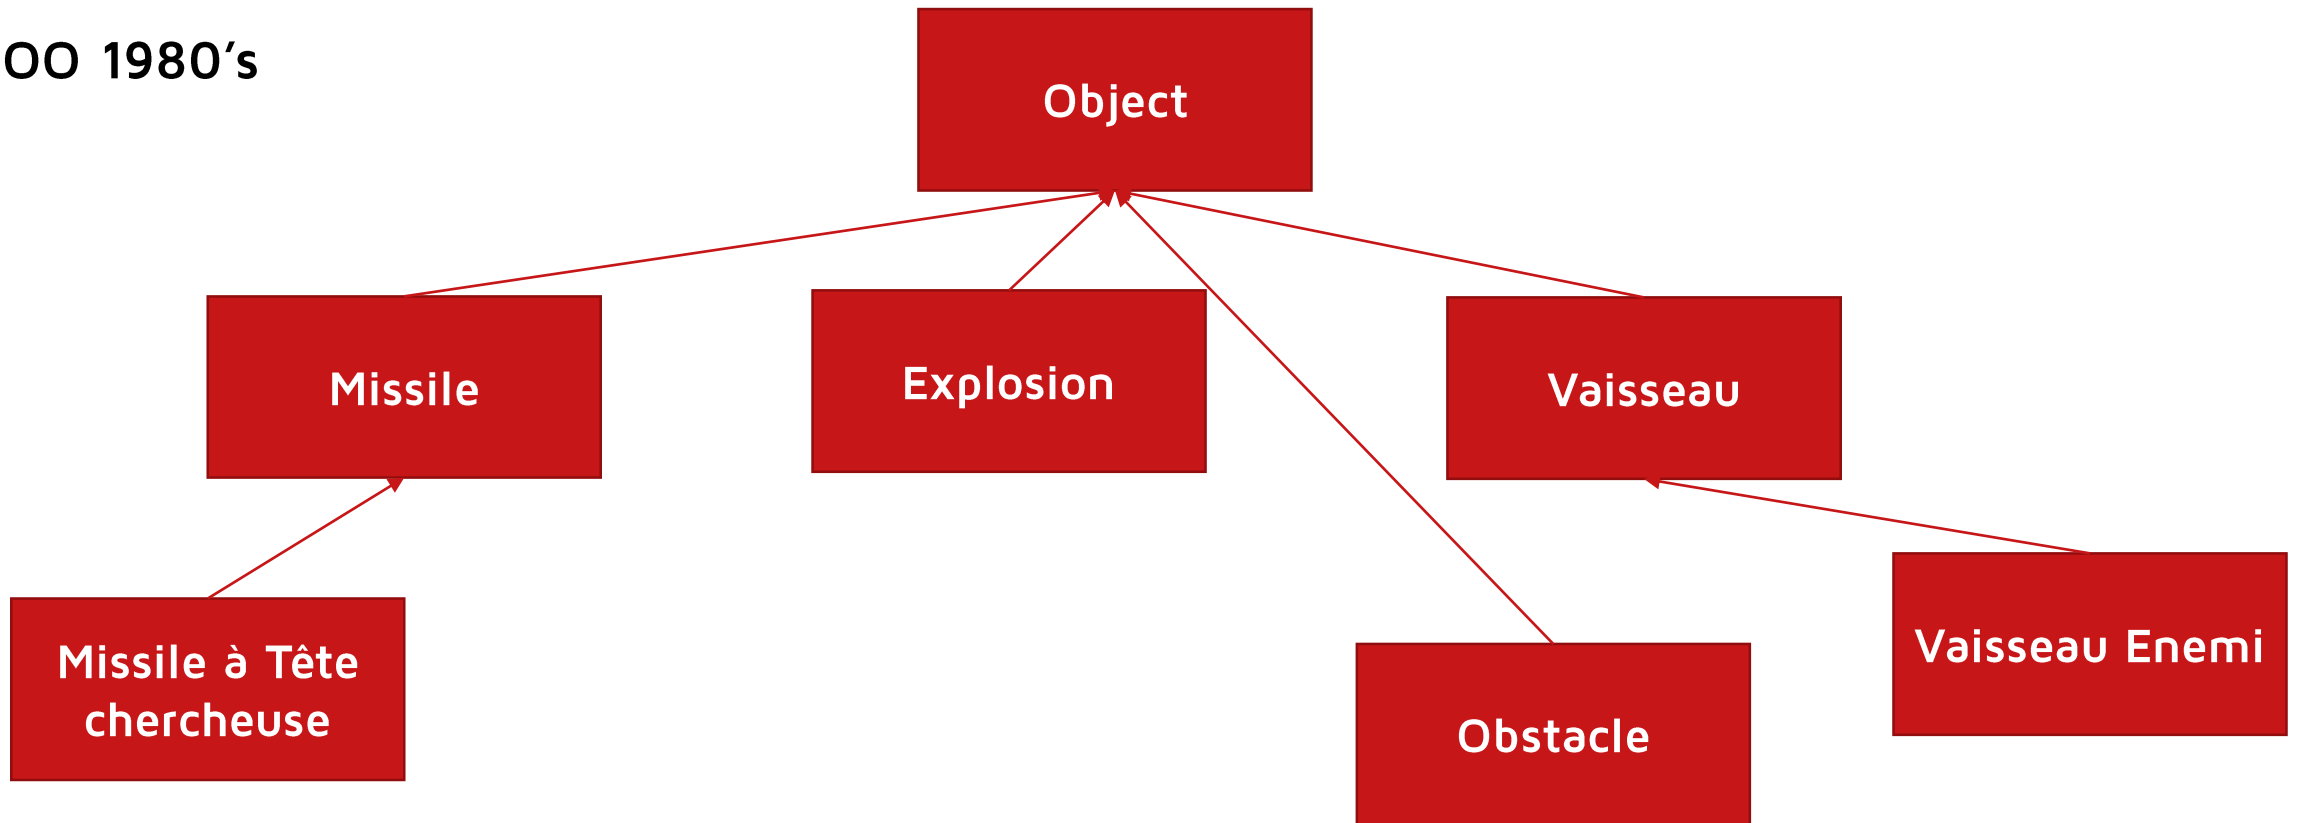 OO 1980's
Object
Missile
Explosion
Vaisseau
Missile à Tête
chercheuse
Obstacle
Vaisseau Enemi